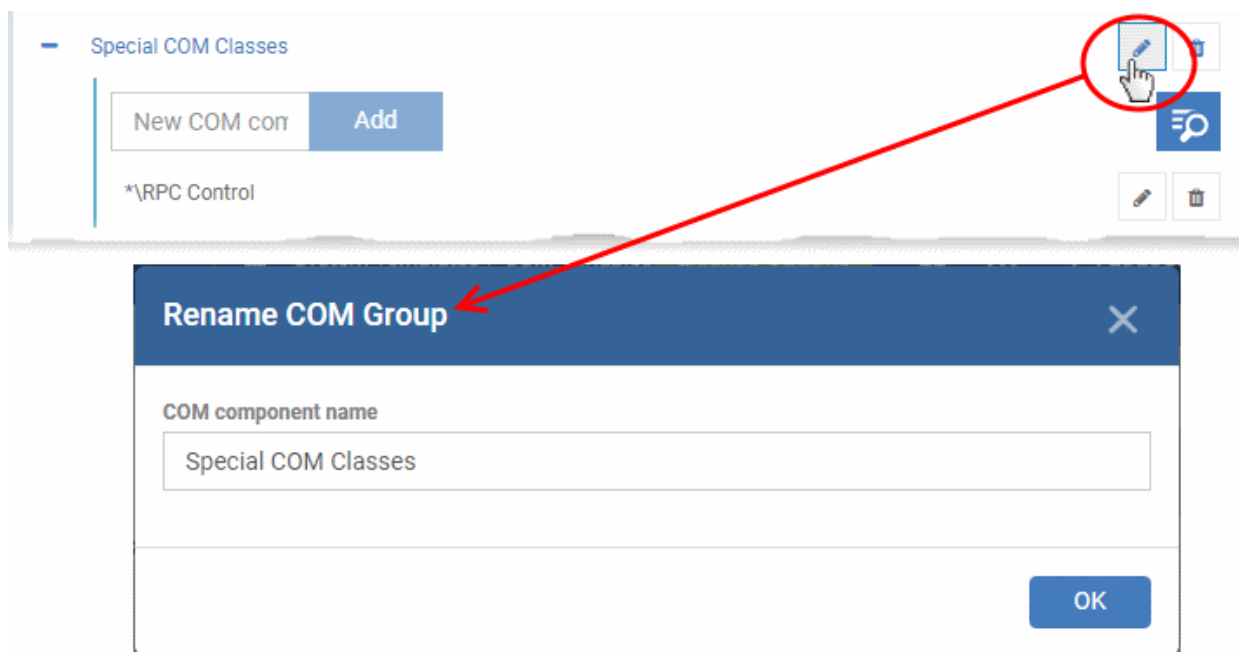 Special COM Classes
New COM con Add
*\RPC Control
Rename COM Group
COM component name
Special COM Classes
OK